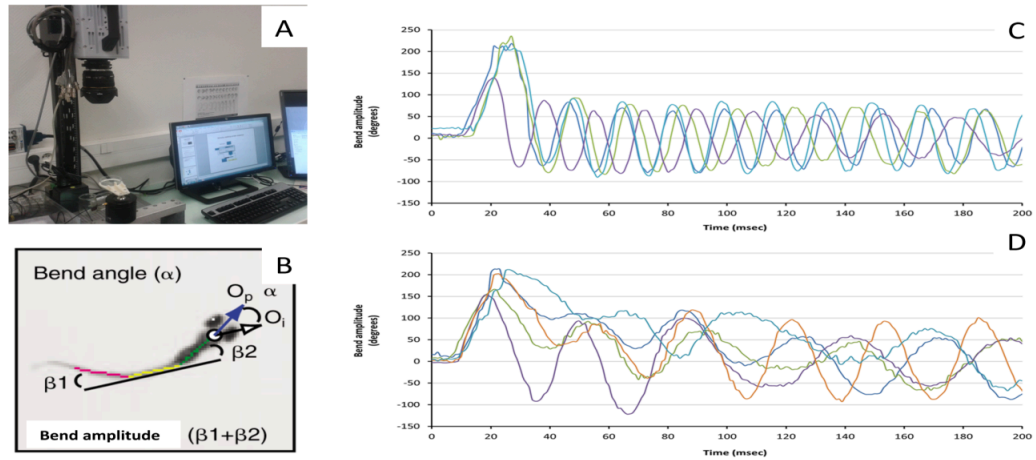 A
B
Bend angle (α)
Op α
Oi
β2
β1
Bend amplitude (β1+β2)
C
Bend amplitude
(degrees)
250
200
150
100
50
0
-50
-100
-150
0 20 40 60 80 100 120 140 160 180 200
Time (msec)
D
Bend amplitude
(degrees)
250
200
150
100
50
0
-50
-100
-150
0 20 40 60 80 100 120 140 160 180 200
Time (msec)